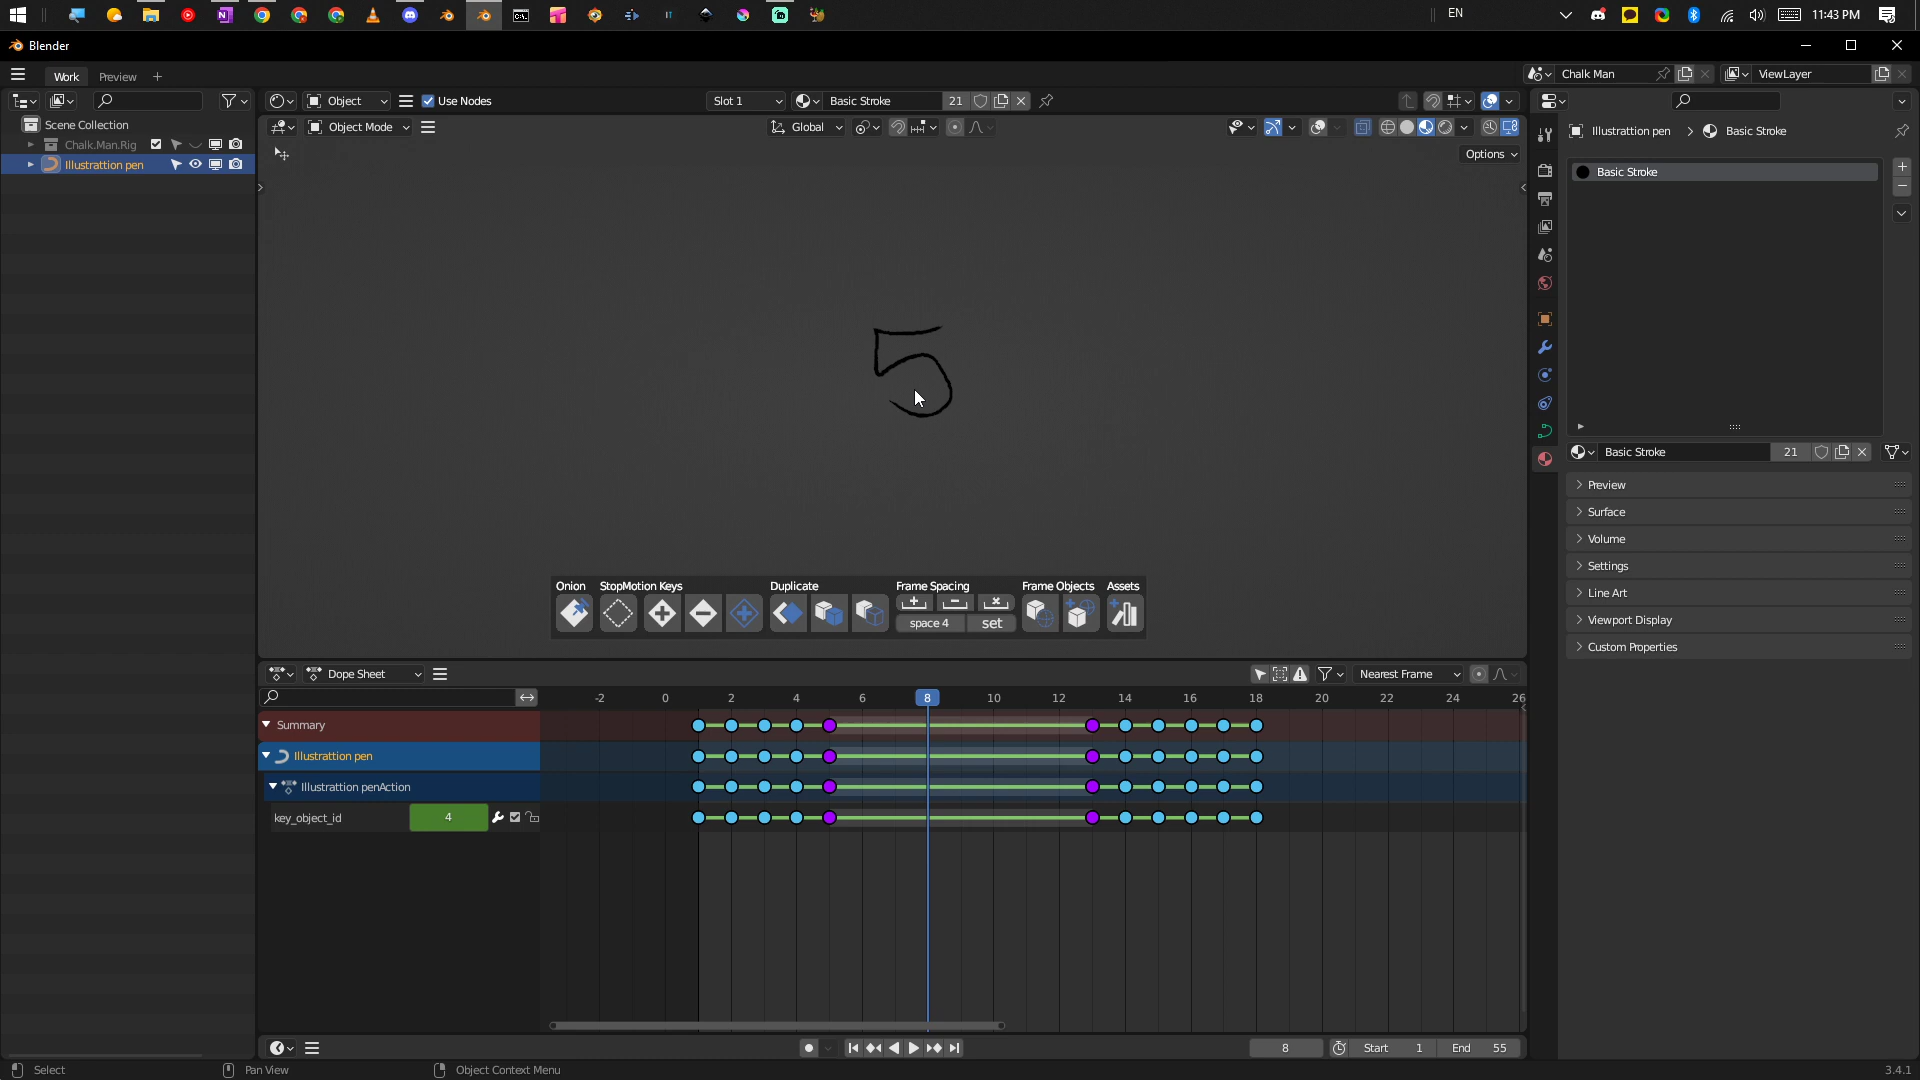 EN
11:43 PM
Blender
Work Preview +
Chalk Man
ViewLayer
Object
Use Nodes
Slot 1
Basic Stroke
21
Scene Collection
Chalk.Man.Rig
Illustrattion pen
Object Mode
Global
Options
5
Onion
StopMotion Keys
Duplicate
Frame Spacing
Frame Objects
Assets
space 4
set
Dope Sheet
Nearest Frame
-2 0 2 4 6 8 10 12 14 16 18 20 22 24 26
Summary
Illustrattion pen
Illustrattion penAction
key_object_id
4
8
Start 1
End 55
Select
Pan View
Object Context Menu
3.4.1
Illustrattion pen > Basic Stroke
Basic Stroke
Basic Stroke
21
Preview
Surface
Volume
Settings
Line Art
Viewport Display
Custom Properties